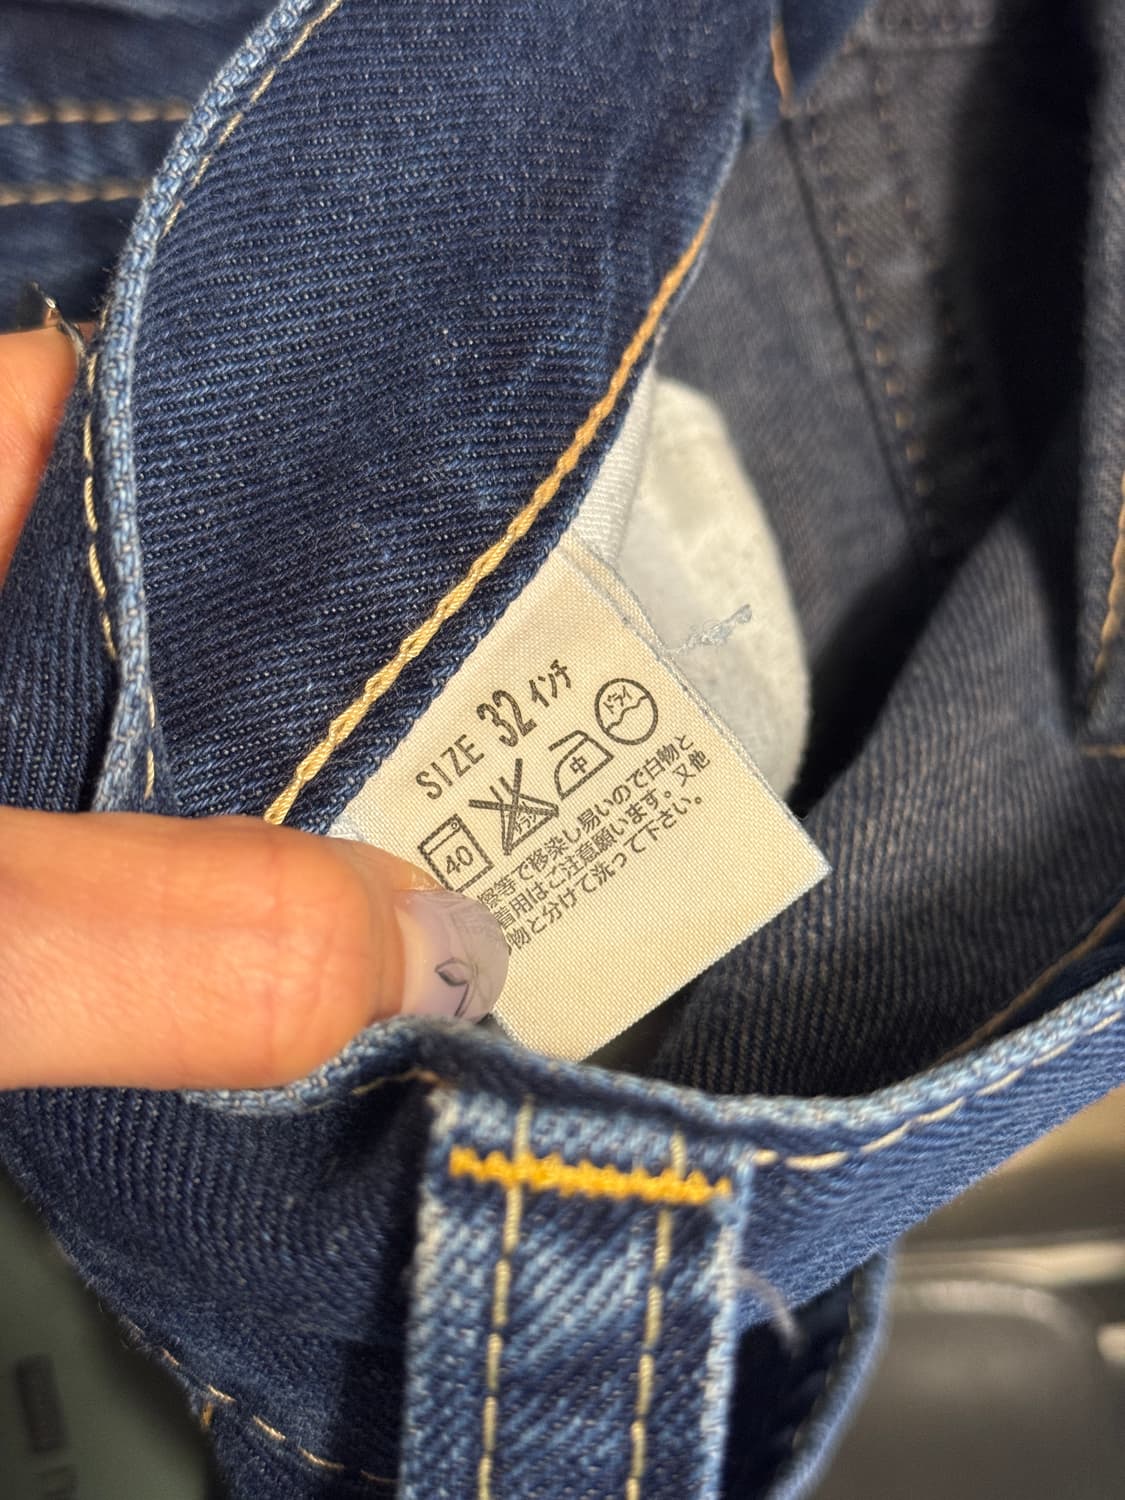 SIZE 32 インチ
40 中 ドライ
擦等で移染し易いので白物と
着用はご注意願います。又他
物と分けて洗って下さい。